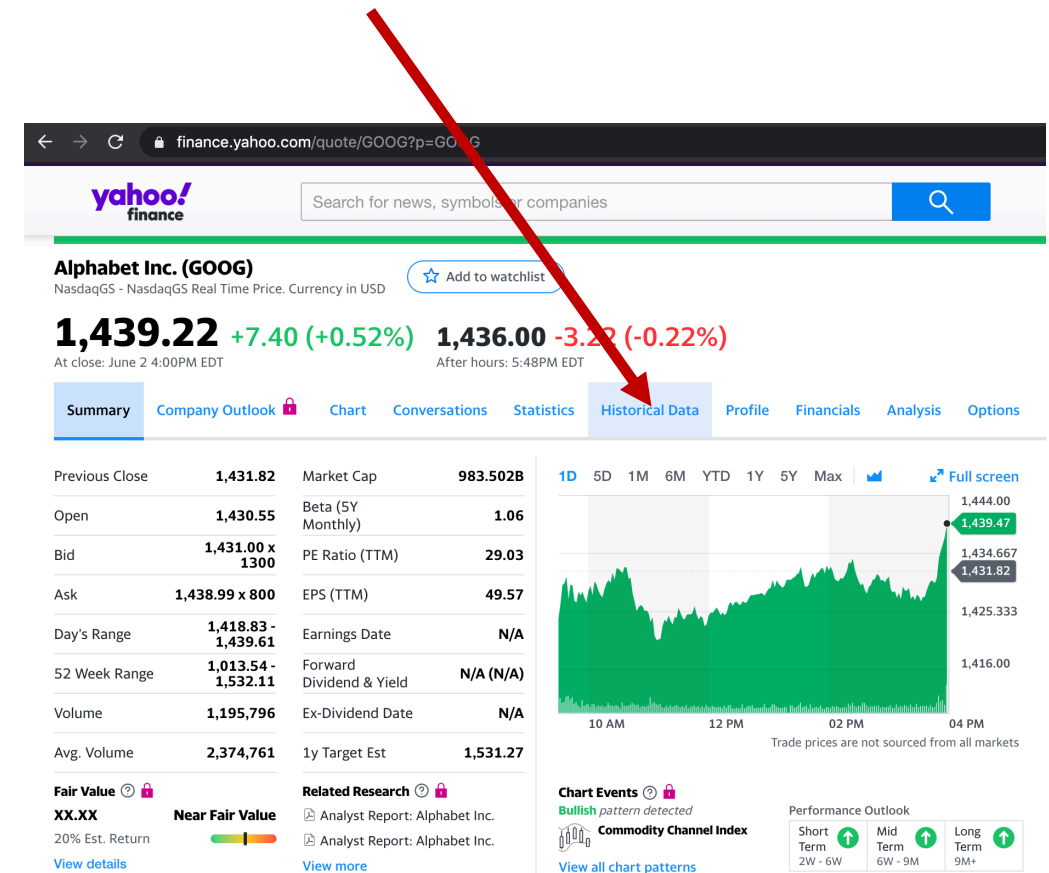 finance.yahoo.com/quote/GOOG?p=GOOG
yahoo!
finance
Search for news, symbols or companies
Alphabet Inc. (GOOG)
NasdaqGS - NasdaqGS Real Time Price. Currency in USD
Add to watchlist
1,439.22 +7.40 (+0.52%) 1,436.00 -3.22 (-0.22%)
At close: June 2 4:00PM EDT After hours: 5:48PM EDT
Summary Company Outlook Chart Conversations Statistics Historical Data Profile Financials Analysis Options
Previous Close 1,431.82
Open 1,430.55
Bid 1,431.00 x
1300
Ask 1,438.99 x 800
Day's Range 1,418.83 -
1,439.61
52 Week Range 1,013.54 -
1,532.11
Volume 1,195,796
Avg. Volume 2,374,761
Market Cap 983.502B
Beta (5Y
Monthly) 1.06
PE Ratio (TTM) 29.03
EPS (TTM) 49.57
Earnings Date N/A
Forward
Dividend & Yield N/A (N/A)
Ex-Dividend Date N/A
1y Target Est 1,531.27
1D 5D 1M 6M YTD 1Y 5Y Max Full screen
1,444.00
1,439.47
1,434.667
1,431.82
1,425.333
1,416.00
10 AM 12 PM 02 PM 04 PM
Trade prices are not sourced from all markets
Fair Value
XX.XX Near Fair Value
20% Est. Return
View details
Related Research
Analyst Report: Alphabet Inc.
Analyst Report: Alphabet Inc.
View more
Chart Events
Bullish pattern detected
Commodity Channel Index
View all chart patterns
Performance Outlook
Short
Term
2W - 6W
Mid
Term
6W - 9M
Long
Term
9M+